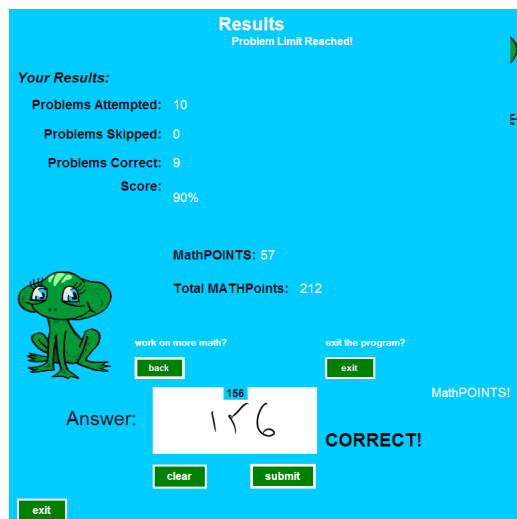 Results
Problem Limit Reached!
Your Results:
Problems Attempted: 10
Problems Skipped: 0
Problems Correct: 9
Score:
90%
MathPOINTS: 57
Total MATHPoints: 212
work on more math?
exit the program?
back
exit
156
MathPOINTS!
Answer:
156
CORRECT!
clear
submit
exit